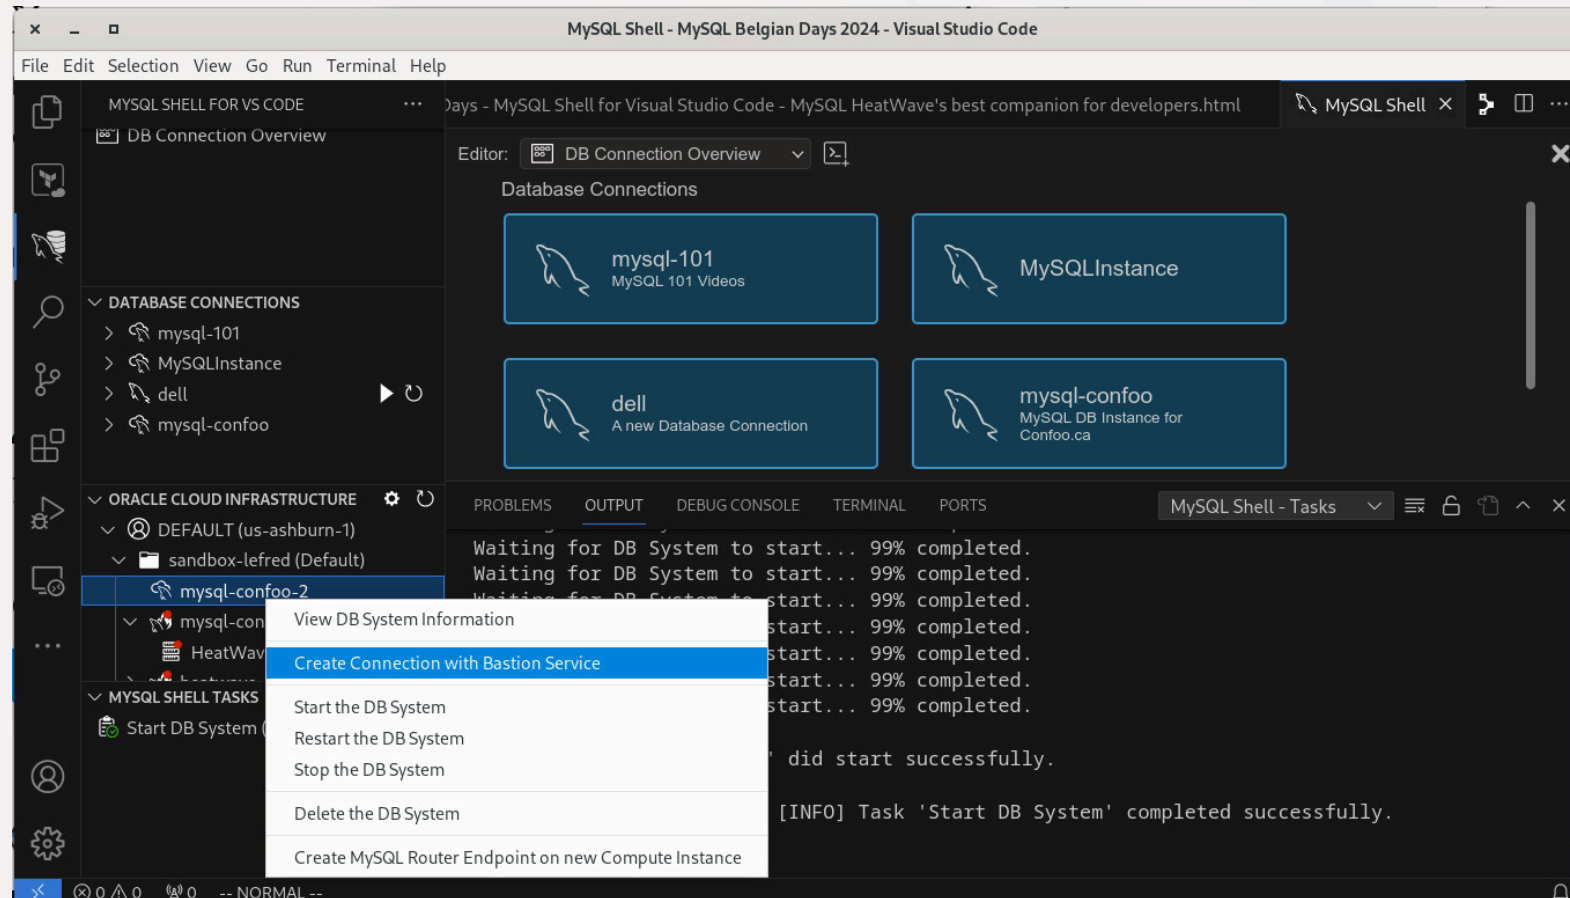 MySQL Shell - MySQL Belgian Days 2024 - Visual Studio Code
File Edit Selection View Go Run Terminal Help
MYSQL SHELL FOR VS CODE
Days - MySQL Shell for Visual Studio Code - MySQL HeatWave's best companion for developers.html
MySQL Shell
DB Connection Overview
Editor: DB Connection Overview
Database Connections
mysql-101
MySQL 101 Videos
MySQLInstance
dell
A new Database Connection
mysql-confoo
MySQL DB Instance for
Confoo.ca
DATABASE CONNECTIONS
mysql-101
MySQLInstance
dell
mysql-confoo
ORACLE CLOUD INFRASTRUCTURE
DEFAULT (us-ashburn-1)
sandbox-lefred (Default)
mysql-confoo-2
mysql-con
HeatWav
MYSQL SHELL TASKS
Start DB System (
View DB System Information
Create Connection with Bastion Service
Start the DB System
Restart the DB System
Stop the DB System
Delete the DB System
Create MySQL Router Endpoint on new Compute Instance
PROBLEMS OUTPUT DEBUG CONSOLE TERMINAL PORTS
MySQL Shell - Tasks
Waiting for DB System to start... 99% completed.
Waiting for DB System to start... 99% completed.
Waiting for DB System to start... 99% completed.
start... 99% completed.
start... 99% completed.
start... 99% completed.
start... 99% completed.
' did start successfully.
[INFO] Task 'Start DB System' completed successfully.
0 0 0 -- NORMAL --